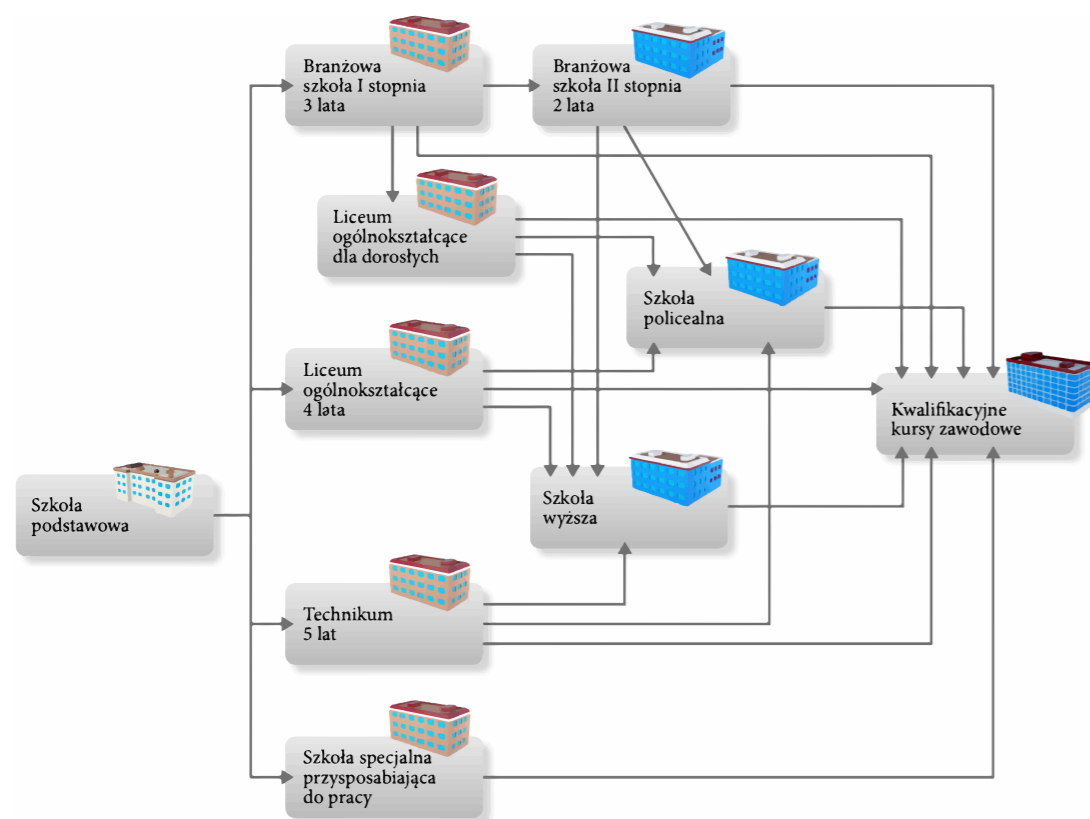 Branżowa
szkoła I stopnia
3 lata
Branżowa
szkoła II stopnia
2 lata
Liceum
ogólnokształcące
dla dorosłych
Szkoła
policealna
Liceum
ogólnokształcące
4 lata
Kwalifikacyjne
kursy zawodowe
Szkoła
podstawowa
Szkoła
wyższa
Technikum
5 lat
Szkoła specjalna
przysposabiająca
do pracy